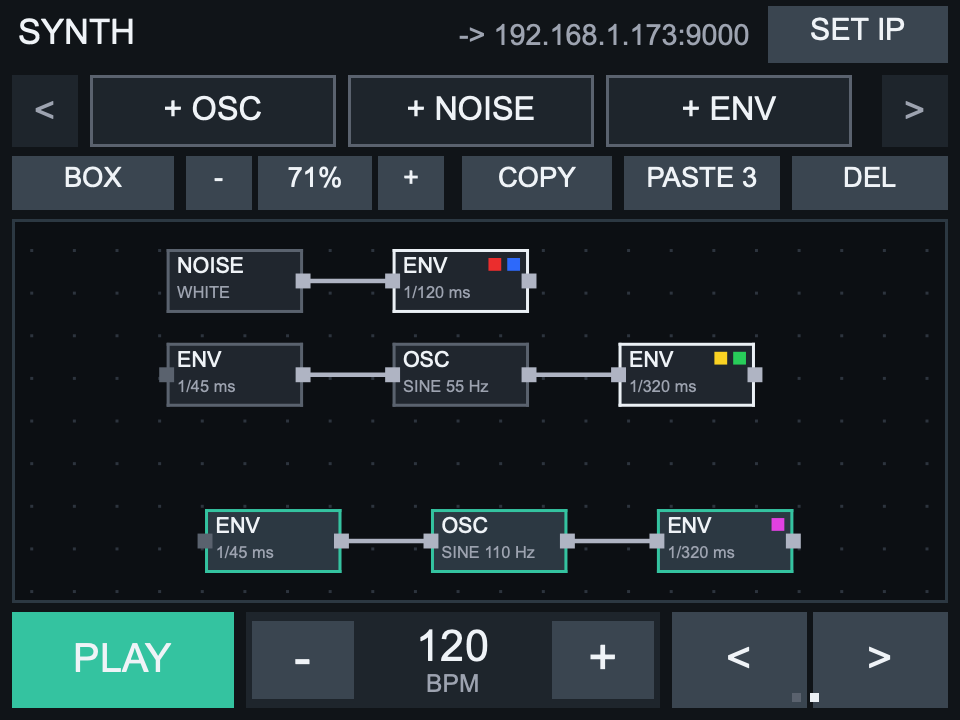 SYNTH
-> 192.168.1.173:9000
SET IP
<
+ OSC
+ NOISE
+ ENV
>
BOX
-
71%
+
COPY
PASTE 3
DEL
NOISE
WHITE
ENV
1/120 ms
ENV
1/45 ms
OSC
SINE 55 Hz
ENV
1/320 ms
ENV
1/45 ms
OSC
SINE 110 Hz
ENV
1/320 ms
PLAY
-
120
BPM
+
<
>